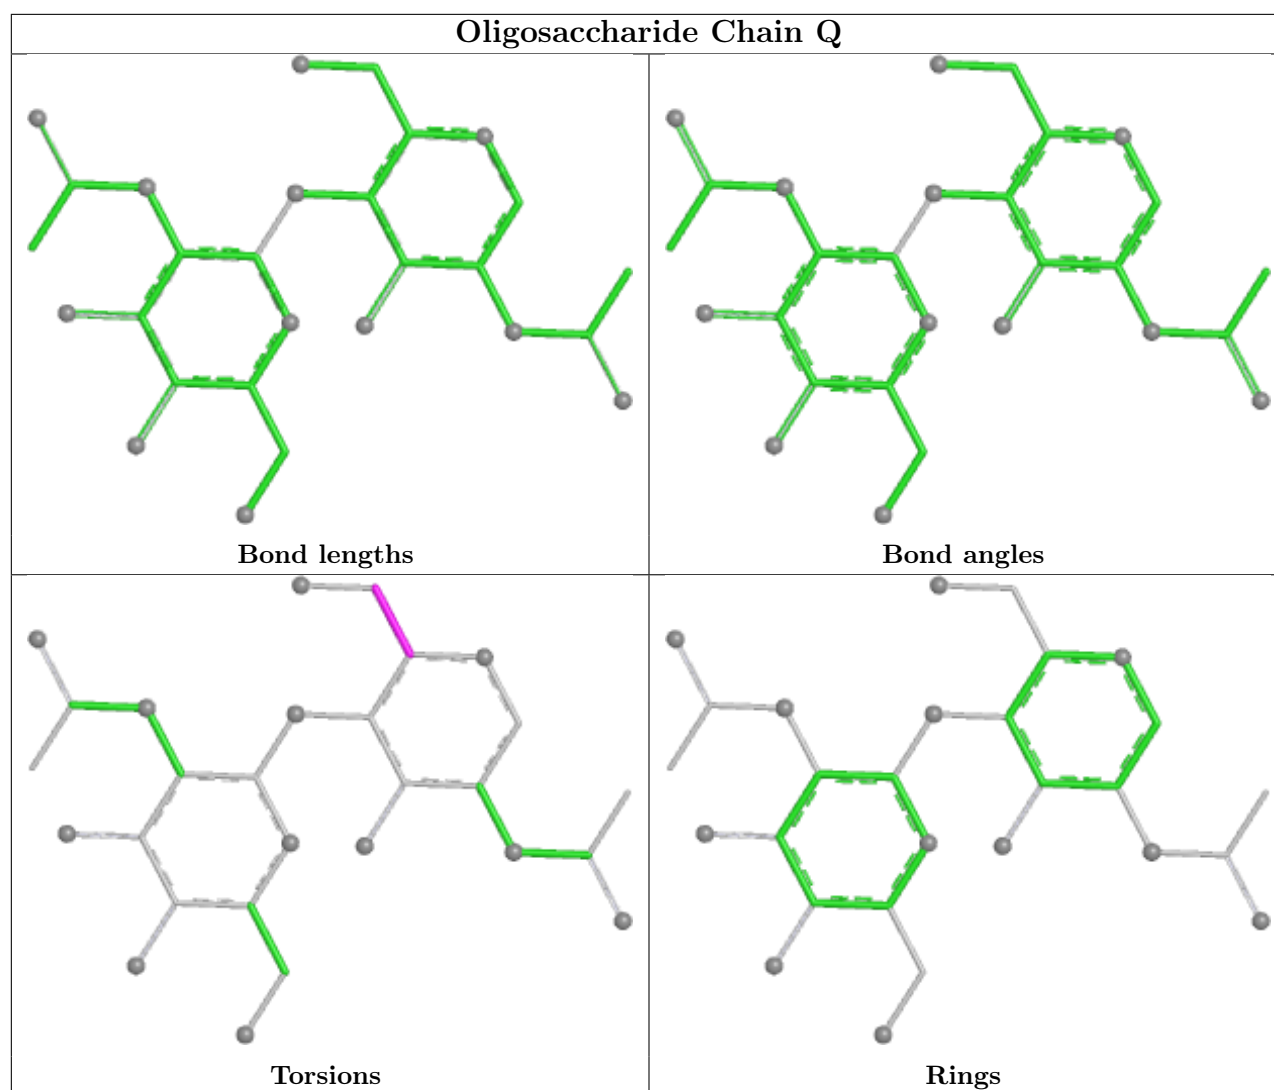 Oligosaccharide Chain Q
Bond lengths
Bond angles
Torsions
Rings